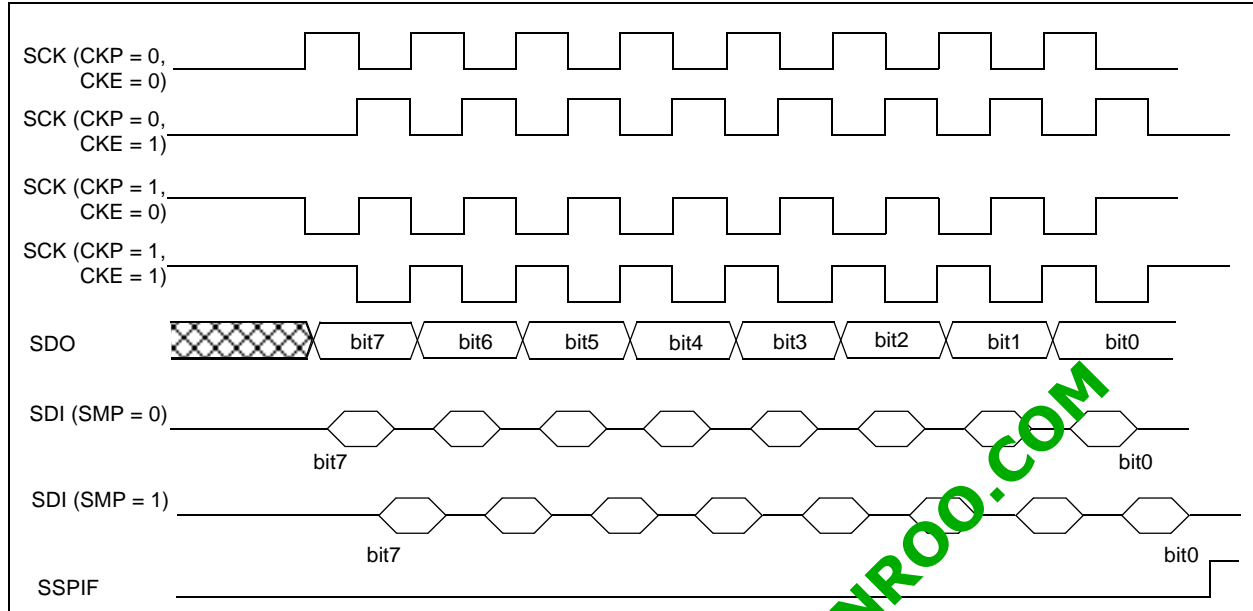 SCK (CKP = 0,
CKE = 0)
SCK (CKP = 0,
CKE = 1)
SCK (CKP = 1,
CKE = 0)
SCK (CKP = 1,
CKE = 1)
SDO bit7 bit6 bit5 bit4 bit3 bit2 bit1 bit0
SDI (SMP = 0)
bit7 bit0
SDI (SMP = 1)
bit7 bit0
SSPIF
NROO.COM